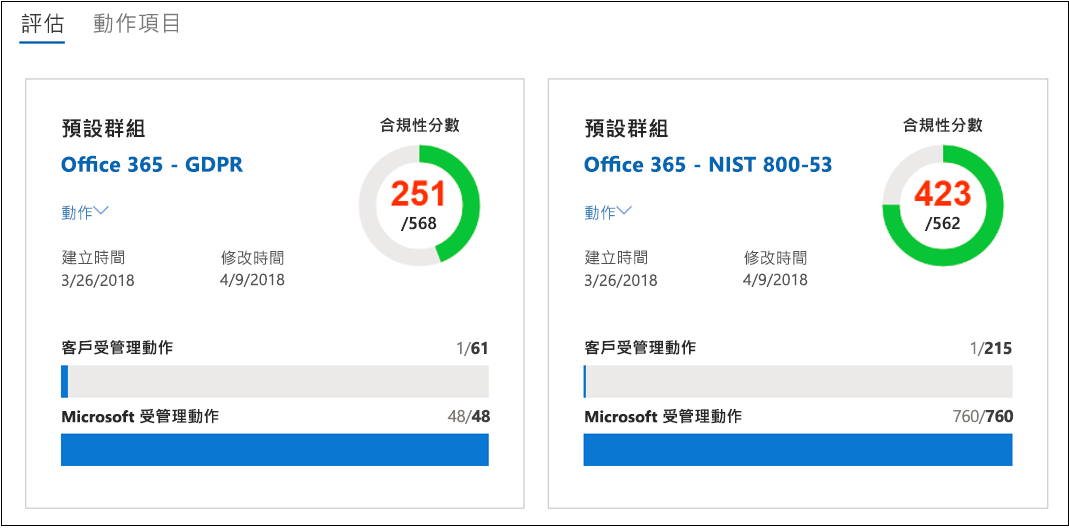 評估 動作項目
預設群組
Office 365 - GDPR
動作
合規性分數
251
/568
建立時間 修改時間
3/26/2018 4/9/2018
客戶受管理動作 1/61
Microsoft 受管理動作 48/48
預設群組
Office 365 - NIST 800-53
動作
合規性分數
423
/562
建立時間 修改時間
3/26/2018 4/9/2018
客戶受管理動作 1/215
Microsoft 受管理動作 760/760